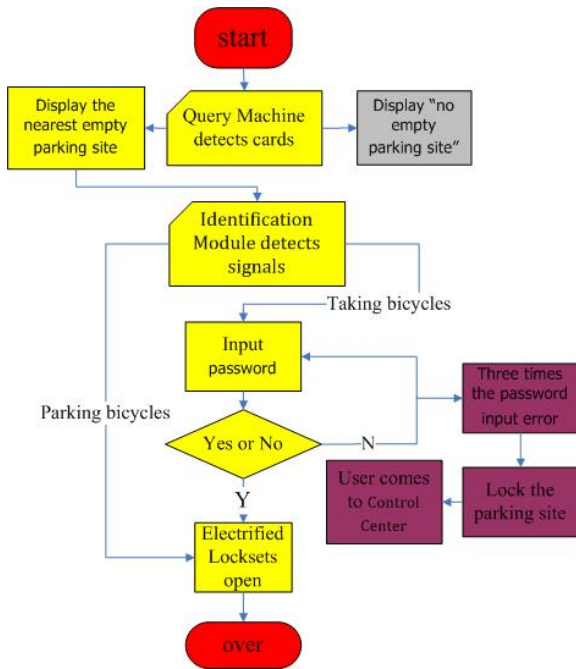 start
Display the
nearest empty
parking site
Query Machine
detects cards
Display “no
empty
parking site”
Identification
Module detects
signals
Taking bicycles
Input
password
Three times
the password
input error
Parking bicycles
Yes or No
N
User comes
to Control
Center
Lock the
parking site
Y
Electrified
Locksets
open
over